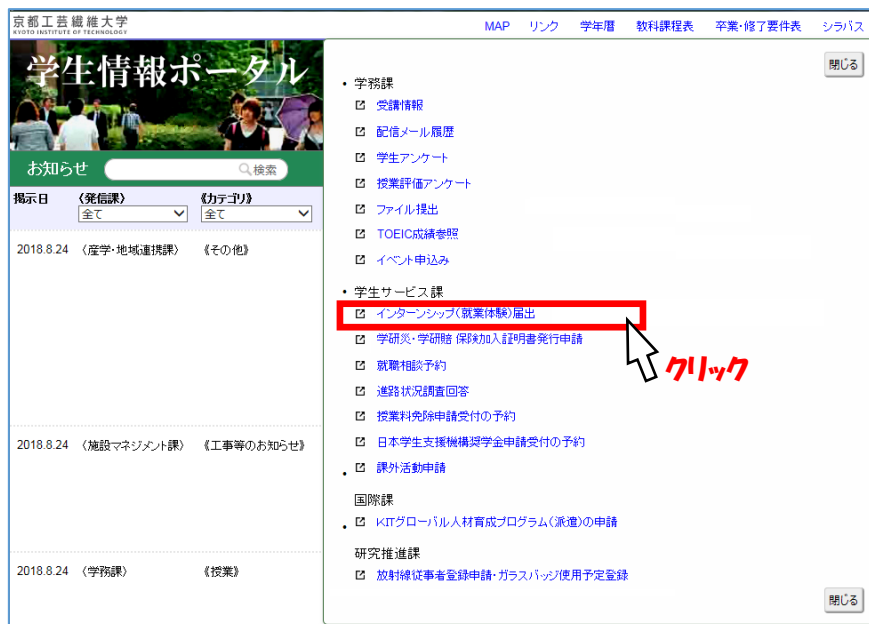 京都工芸繊維大学
KYOTO INSTITUTE OF TECHNOLOGY
MAP リンク 学年暦 教科課程表 卒業・修了要件表 シラバス
学生情報ポータル
お知らせ 検索
掲示日 〈発信課〉 《カテゴリ》
全て 全て
2018.8.24 〈産学・地域連携課〉 《その他》
2018.8.24 〈施設マネジメント課〉 《工事等のお知らせ》
2018.8.24 〈学務課〉 《授業》
閉じる
• 学務課
受講情報
配信メール履歴
学生アンケート
授業評価アンケート
ファイル提出
TOEIC成績参照
イベント申込み
• 学生サービス課
インターンシップ(就業体験)届出
クリック
学研災・学研賠 保険加入証明書発行申請
就職相談予約
進路状況調査回答
授業料免除申請受付の予約
日本学生支援機構奨学金申請受付の予約
課外活動申請
•
国際課
KITグローバル人材育成プログラム(派遣)の申請
•
研究推進課
放射線従事者登録申請・ガラスバッジ使用予定登録
閉じる